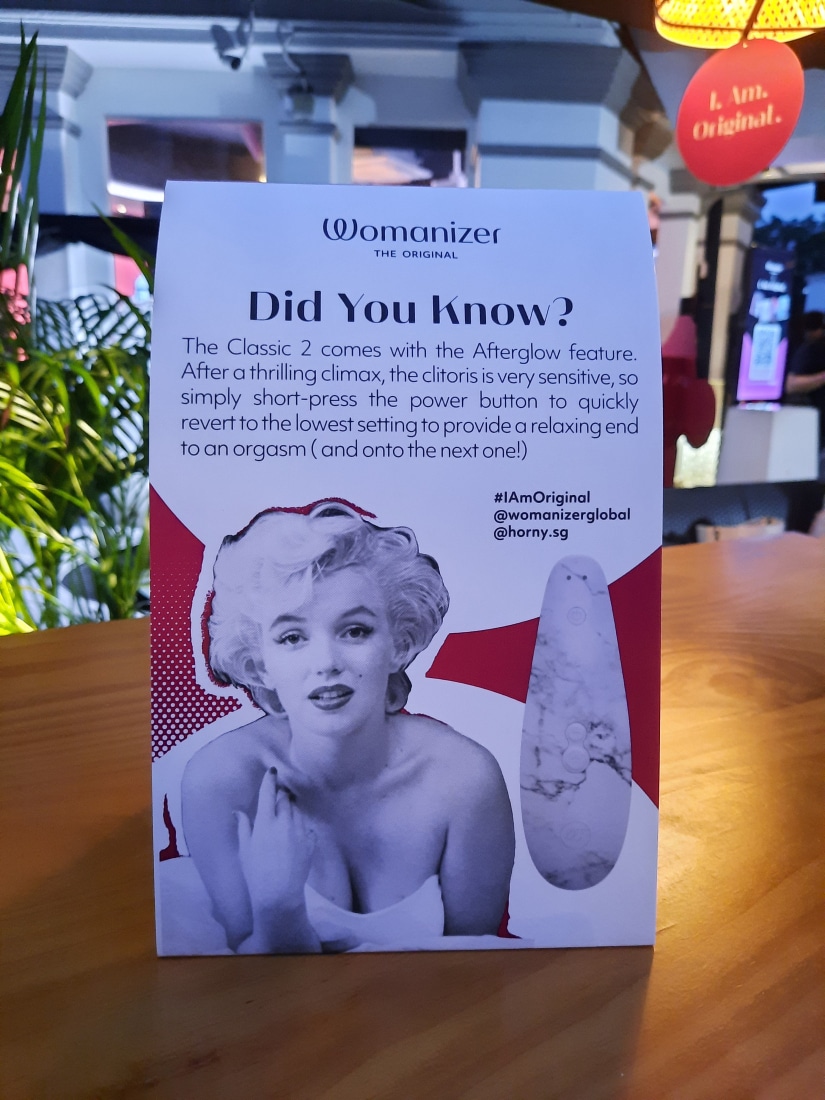 Womanizer
THE ORIGINAL
Did You Know?
The Classic 2 comes with the Afterglow feature.
After a thrilling climax, the clitoris is very sensitive, so
simply short-press the power button to quickly
revert to the lowest setting to provide a relaxing end
to an orgasm ( and onto the next one!)
#IAmOriginal
@womanizerglobal
@horny.sg
I. Am.
Original.